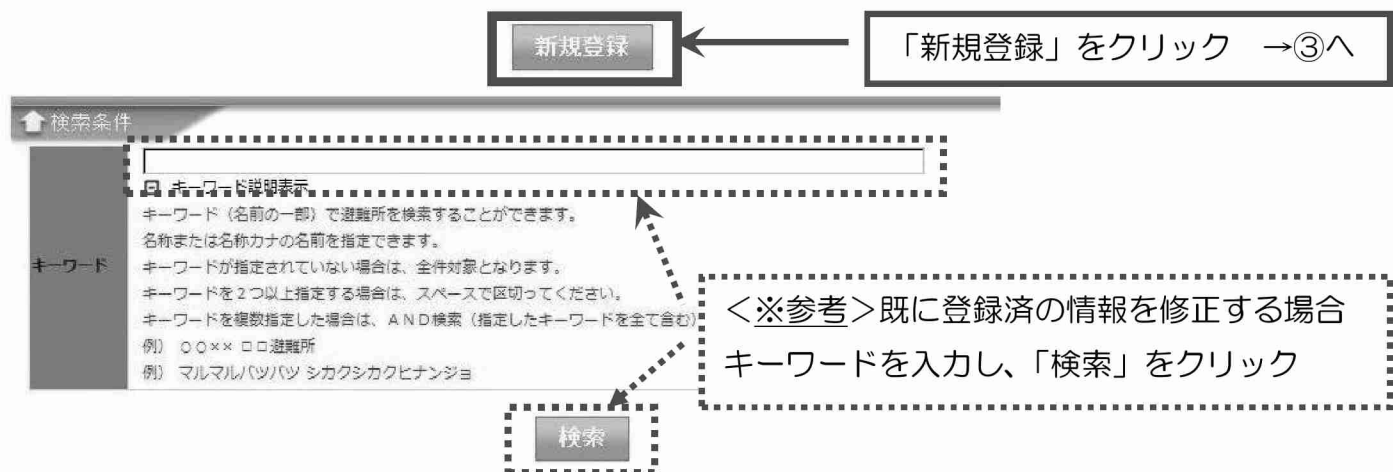 新規登録
「新規登録」をクリック　→③へ
検索条件
キーワード説明表示
キーワード（名前の一部）で避難所を検索することができます。
名称または名称カナの名前を指定できます。
キーワード
キーワードが指定されていない場合は、全件対象となります。
キーワードを２つ以上指定する場合は、スペースで区切ってください。
キーワードを複数指定した場合は、ＡＮＤ検索（指定したキーワードを全て含む）
例） ○○×× □□避難所
例） マルマルバツバツ シカクシカクヒナンジョ
＜※参考＞既に登録済の情報を修正する場合
キーワードを入力し、「検索」をクリック
検索